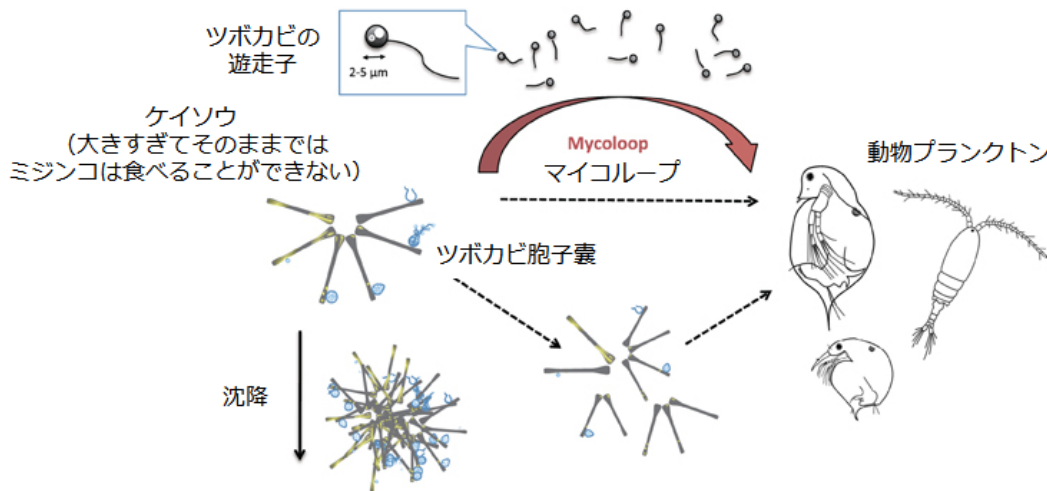 ツボカビの
遊走子
2-5 µm
ケイソウ
（大きすぎてそのままでは
ミジンコは食べることができない）
Mycoloop
マイコループ
動物プランクトン
ツボカビ胞子嚢
沈降